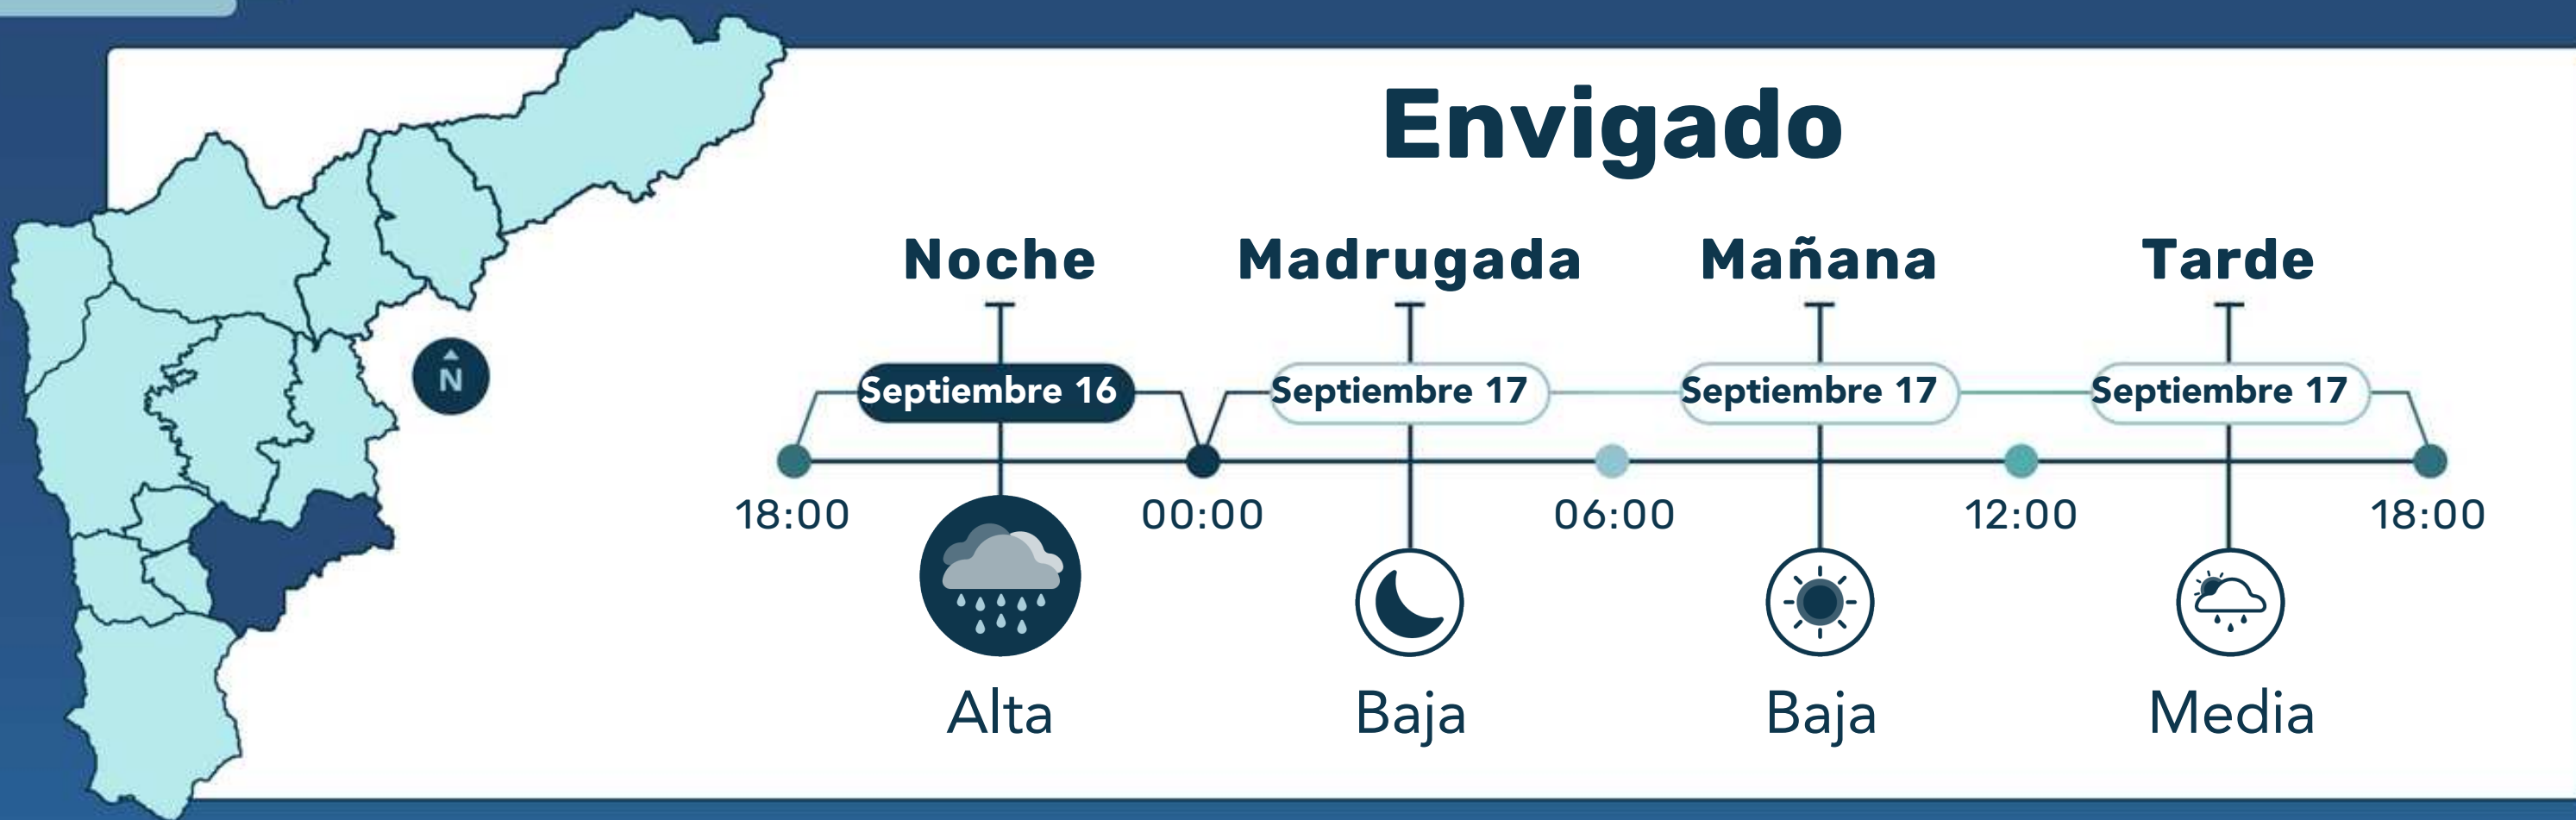 Envigado
Noche Madrugada Mañana Tarde
N
Septiembre 16 Septiembre 17 Septiembre 17 Septiembre 17
18:00 00:00 06:00 12:00 18:00
Alta Baja Baja Media